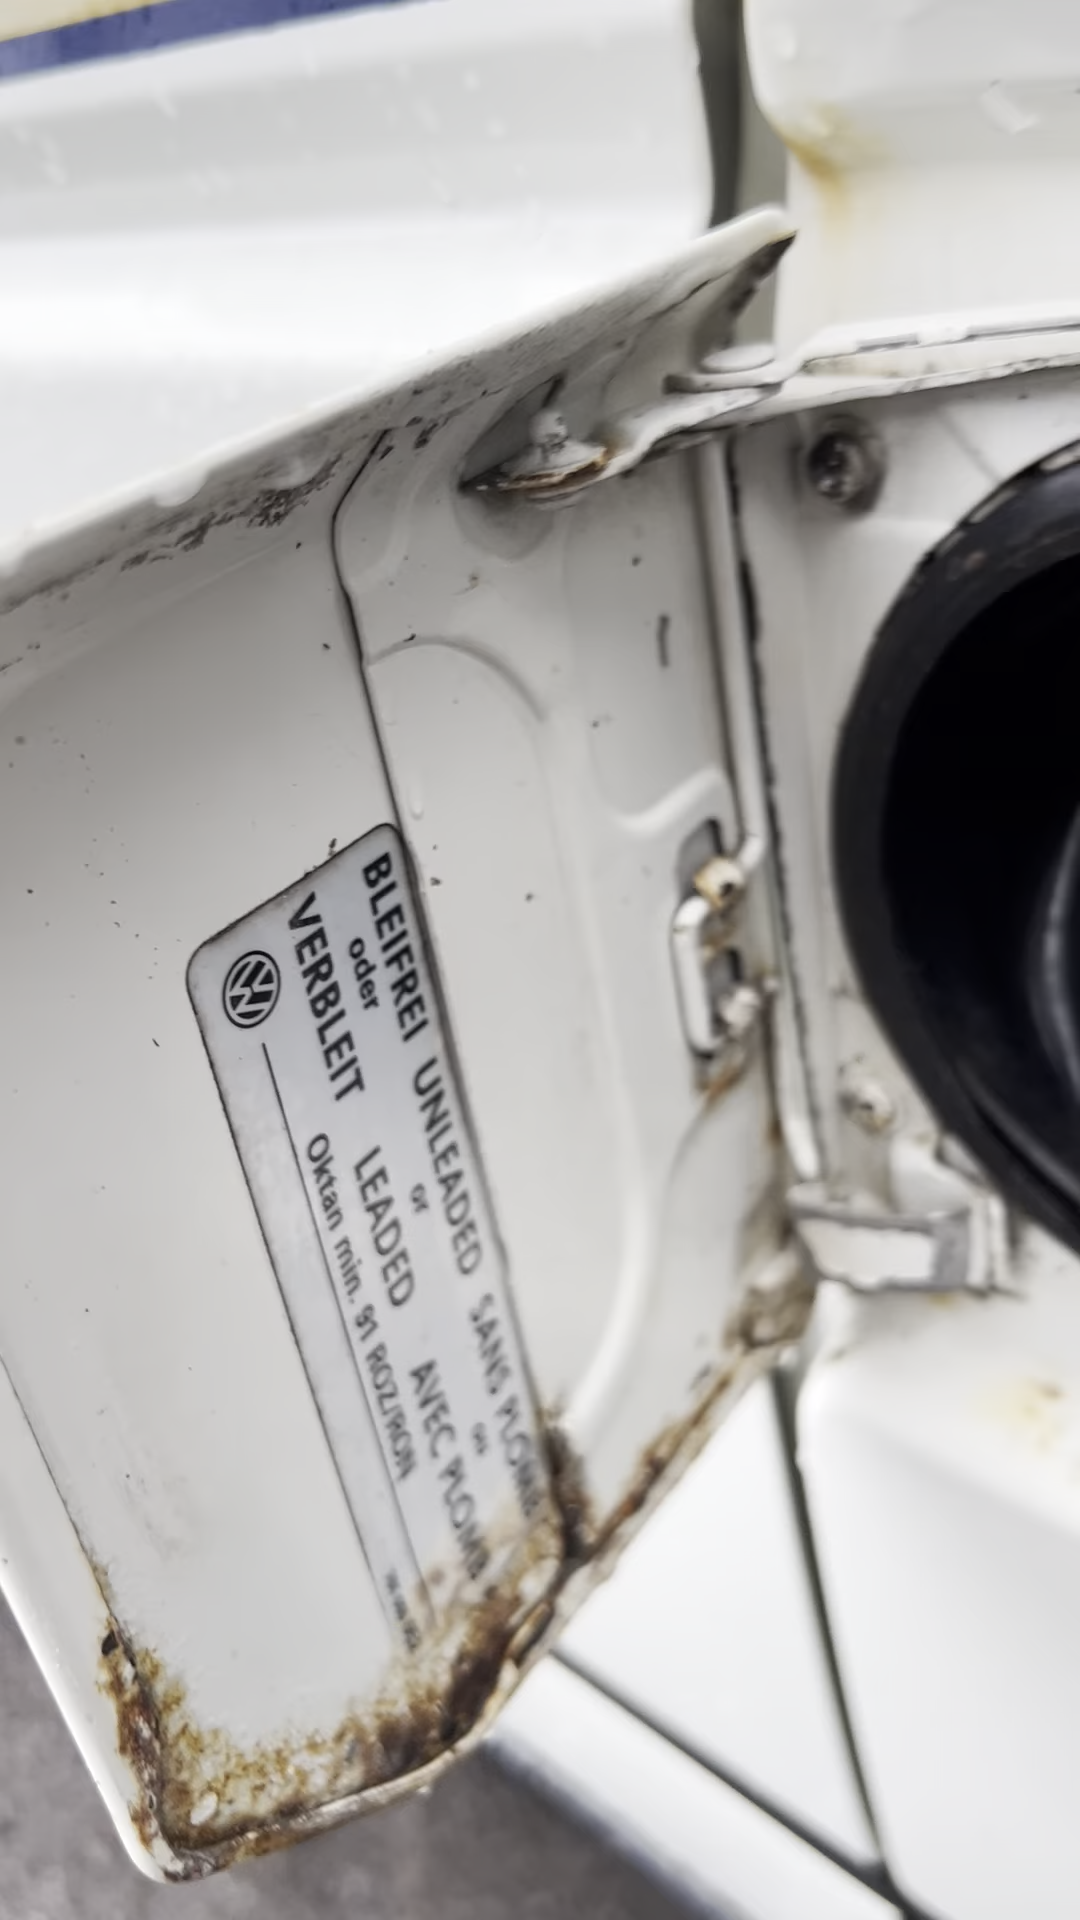 BLEIFREI UNLEADED SANS PLOMB
oder or ou
VERBLEIT LEADED AVEC PLOMB
Oktan min. 91 ROZ/RON